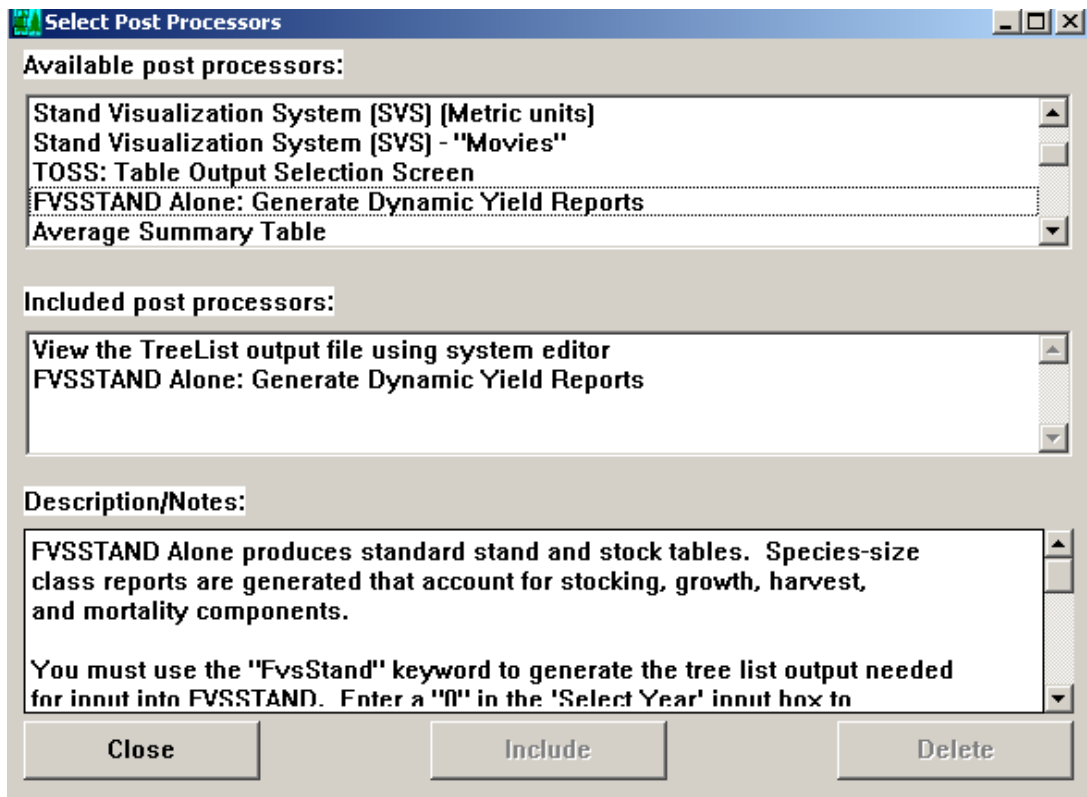 Select Post Processors
Available post processors:
Stand Visualization System (SVS) (Metric units)
Stand Visualization System (SVS) - "Movies"
TOSS: Table Output Selection Screen
FVSSTAND Alone: Generate Dynamic Yield Reports
Average Summary Table
Included post processors:
View the TreeList output file using system editor
FVSSTAND Alone: Generate Dynamic Yield Reports
Description/Notes:
FVSSTAND Alone produces standard stand and stock tables.  Species-size
class reports are generated that account for stocking, growth, harvest,
and mortality components.
You must use the "FvsStand" keyword to generate the tree list output needed
for input into FVSSTAND.  Enter a "0" in the 'Select Year' input box to
Close Include Delete